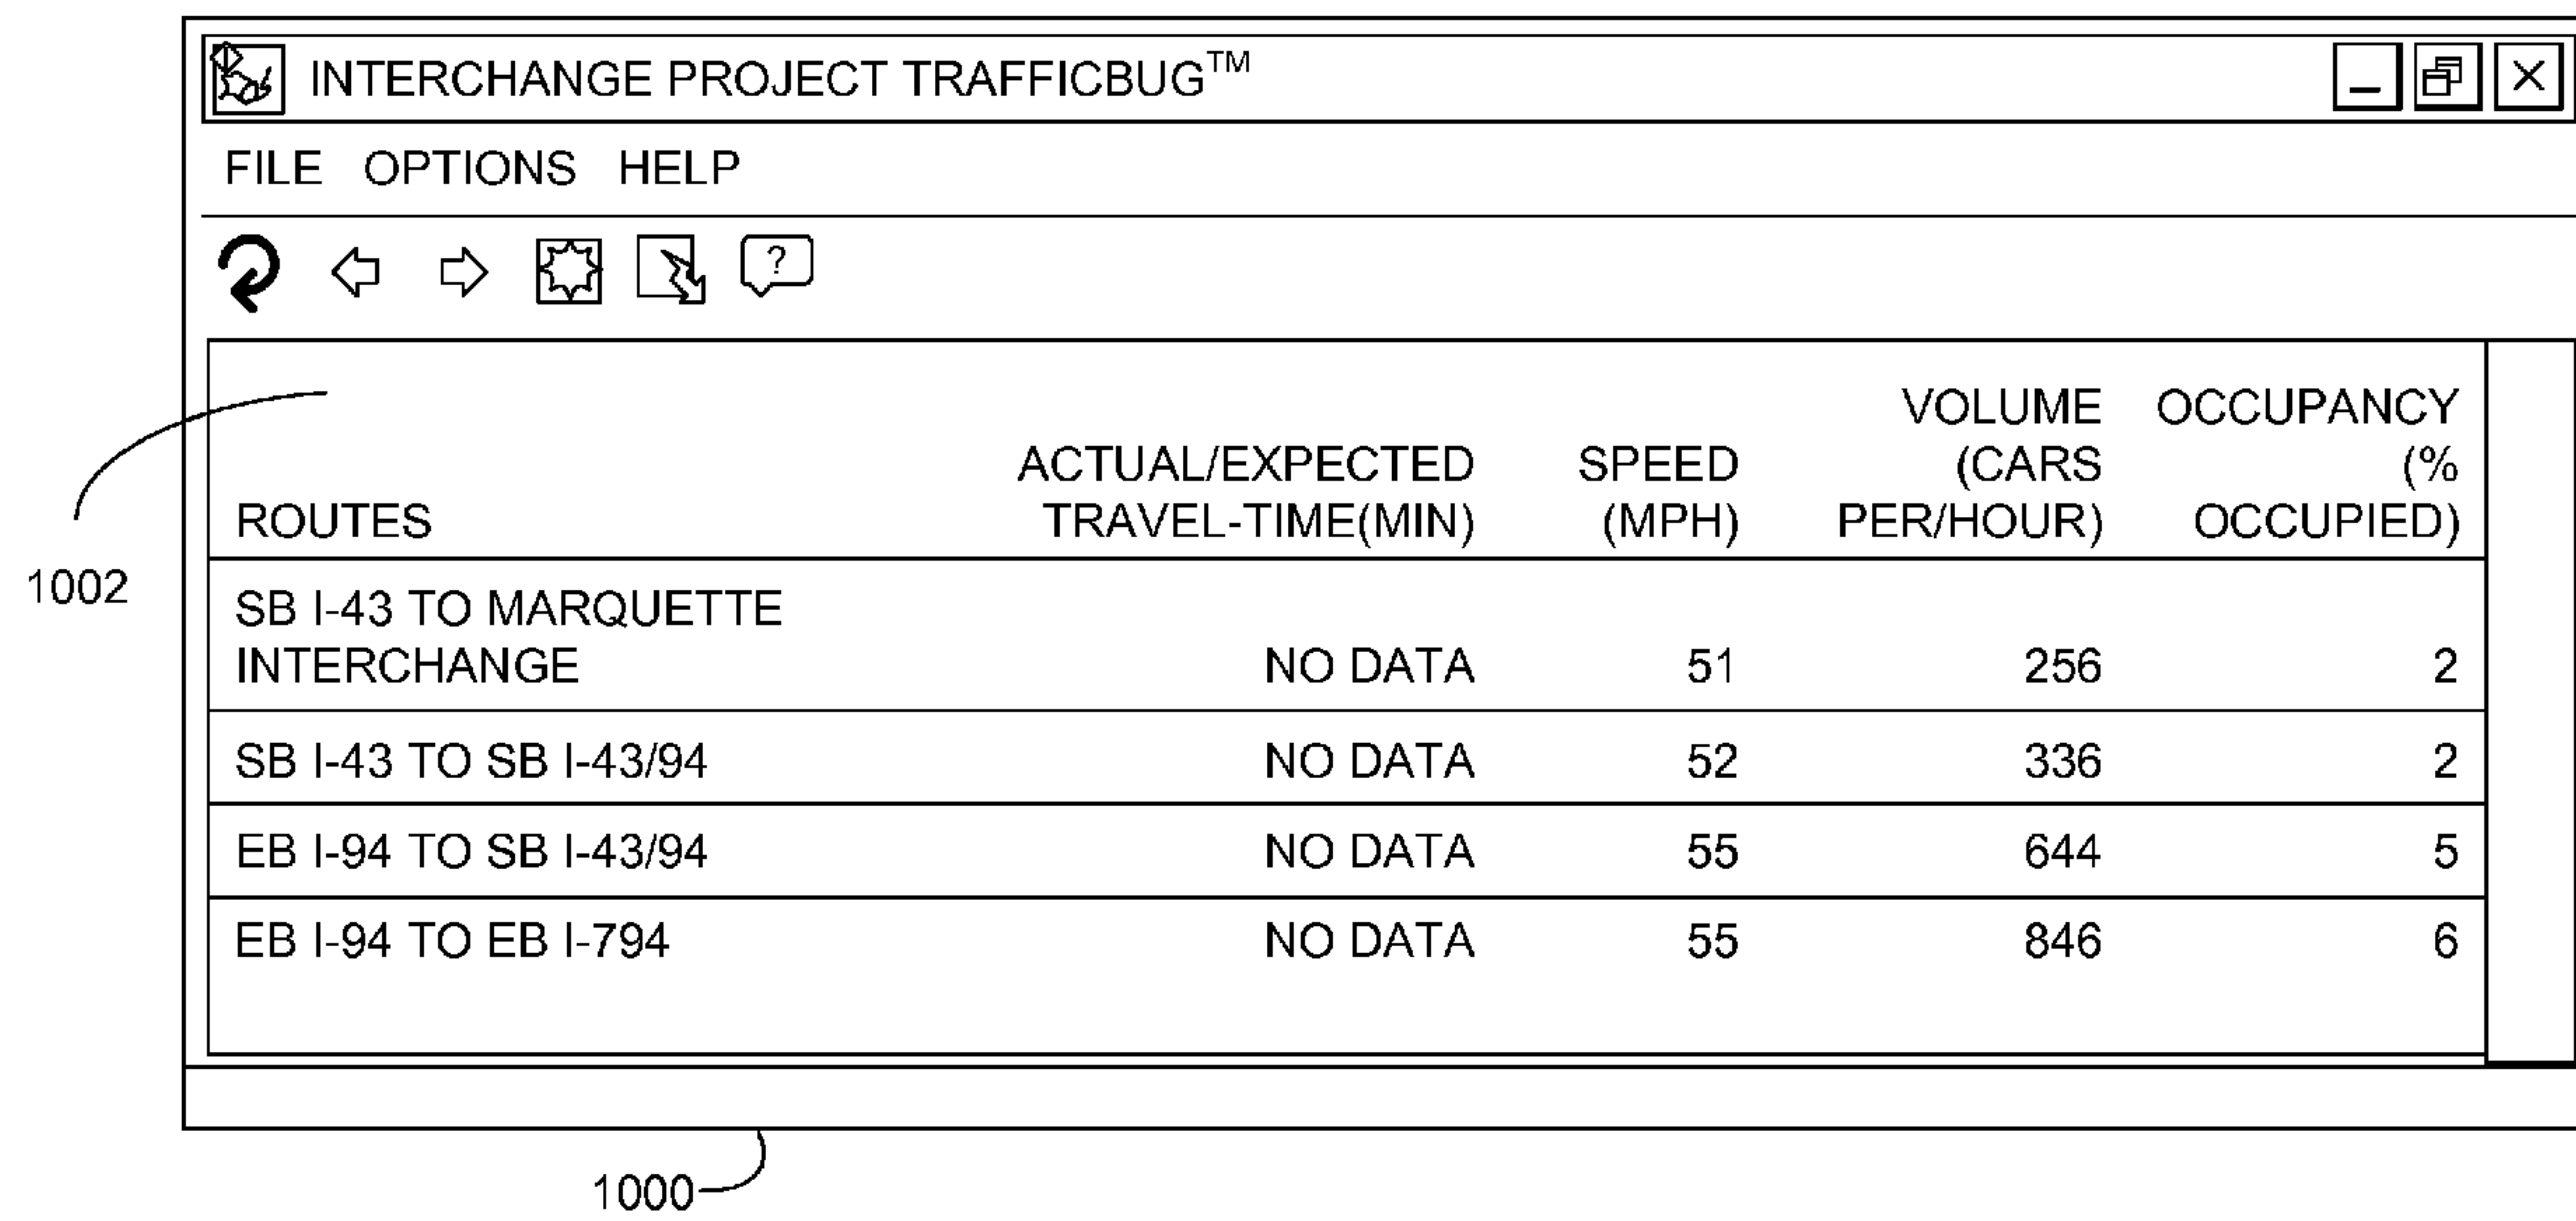 INTERCHANGE PROJECT TRAFFICBUG™
FILE OPTIONS HELP
?
VOLUME OCCUPANCY
ACTUAL/EXPECTED SPEED (CARS (%
ROUTES TRAVEL-TIME(MIN) (MPH) PER/HOUR) OCCUPIED)
1002
SB I-43 TO MARQUETTE
INTERCHANGE NO DATA 51 256 2
SB I-43 TO SB I-43/94 NO DATA 52 336 2
EB I-94 TO SB I-43/94 NO DATA 55 644 5
EB I-94 TO EB I-794 NO DATA 55 846 6
1000